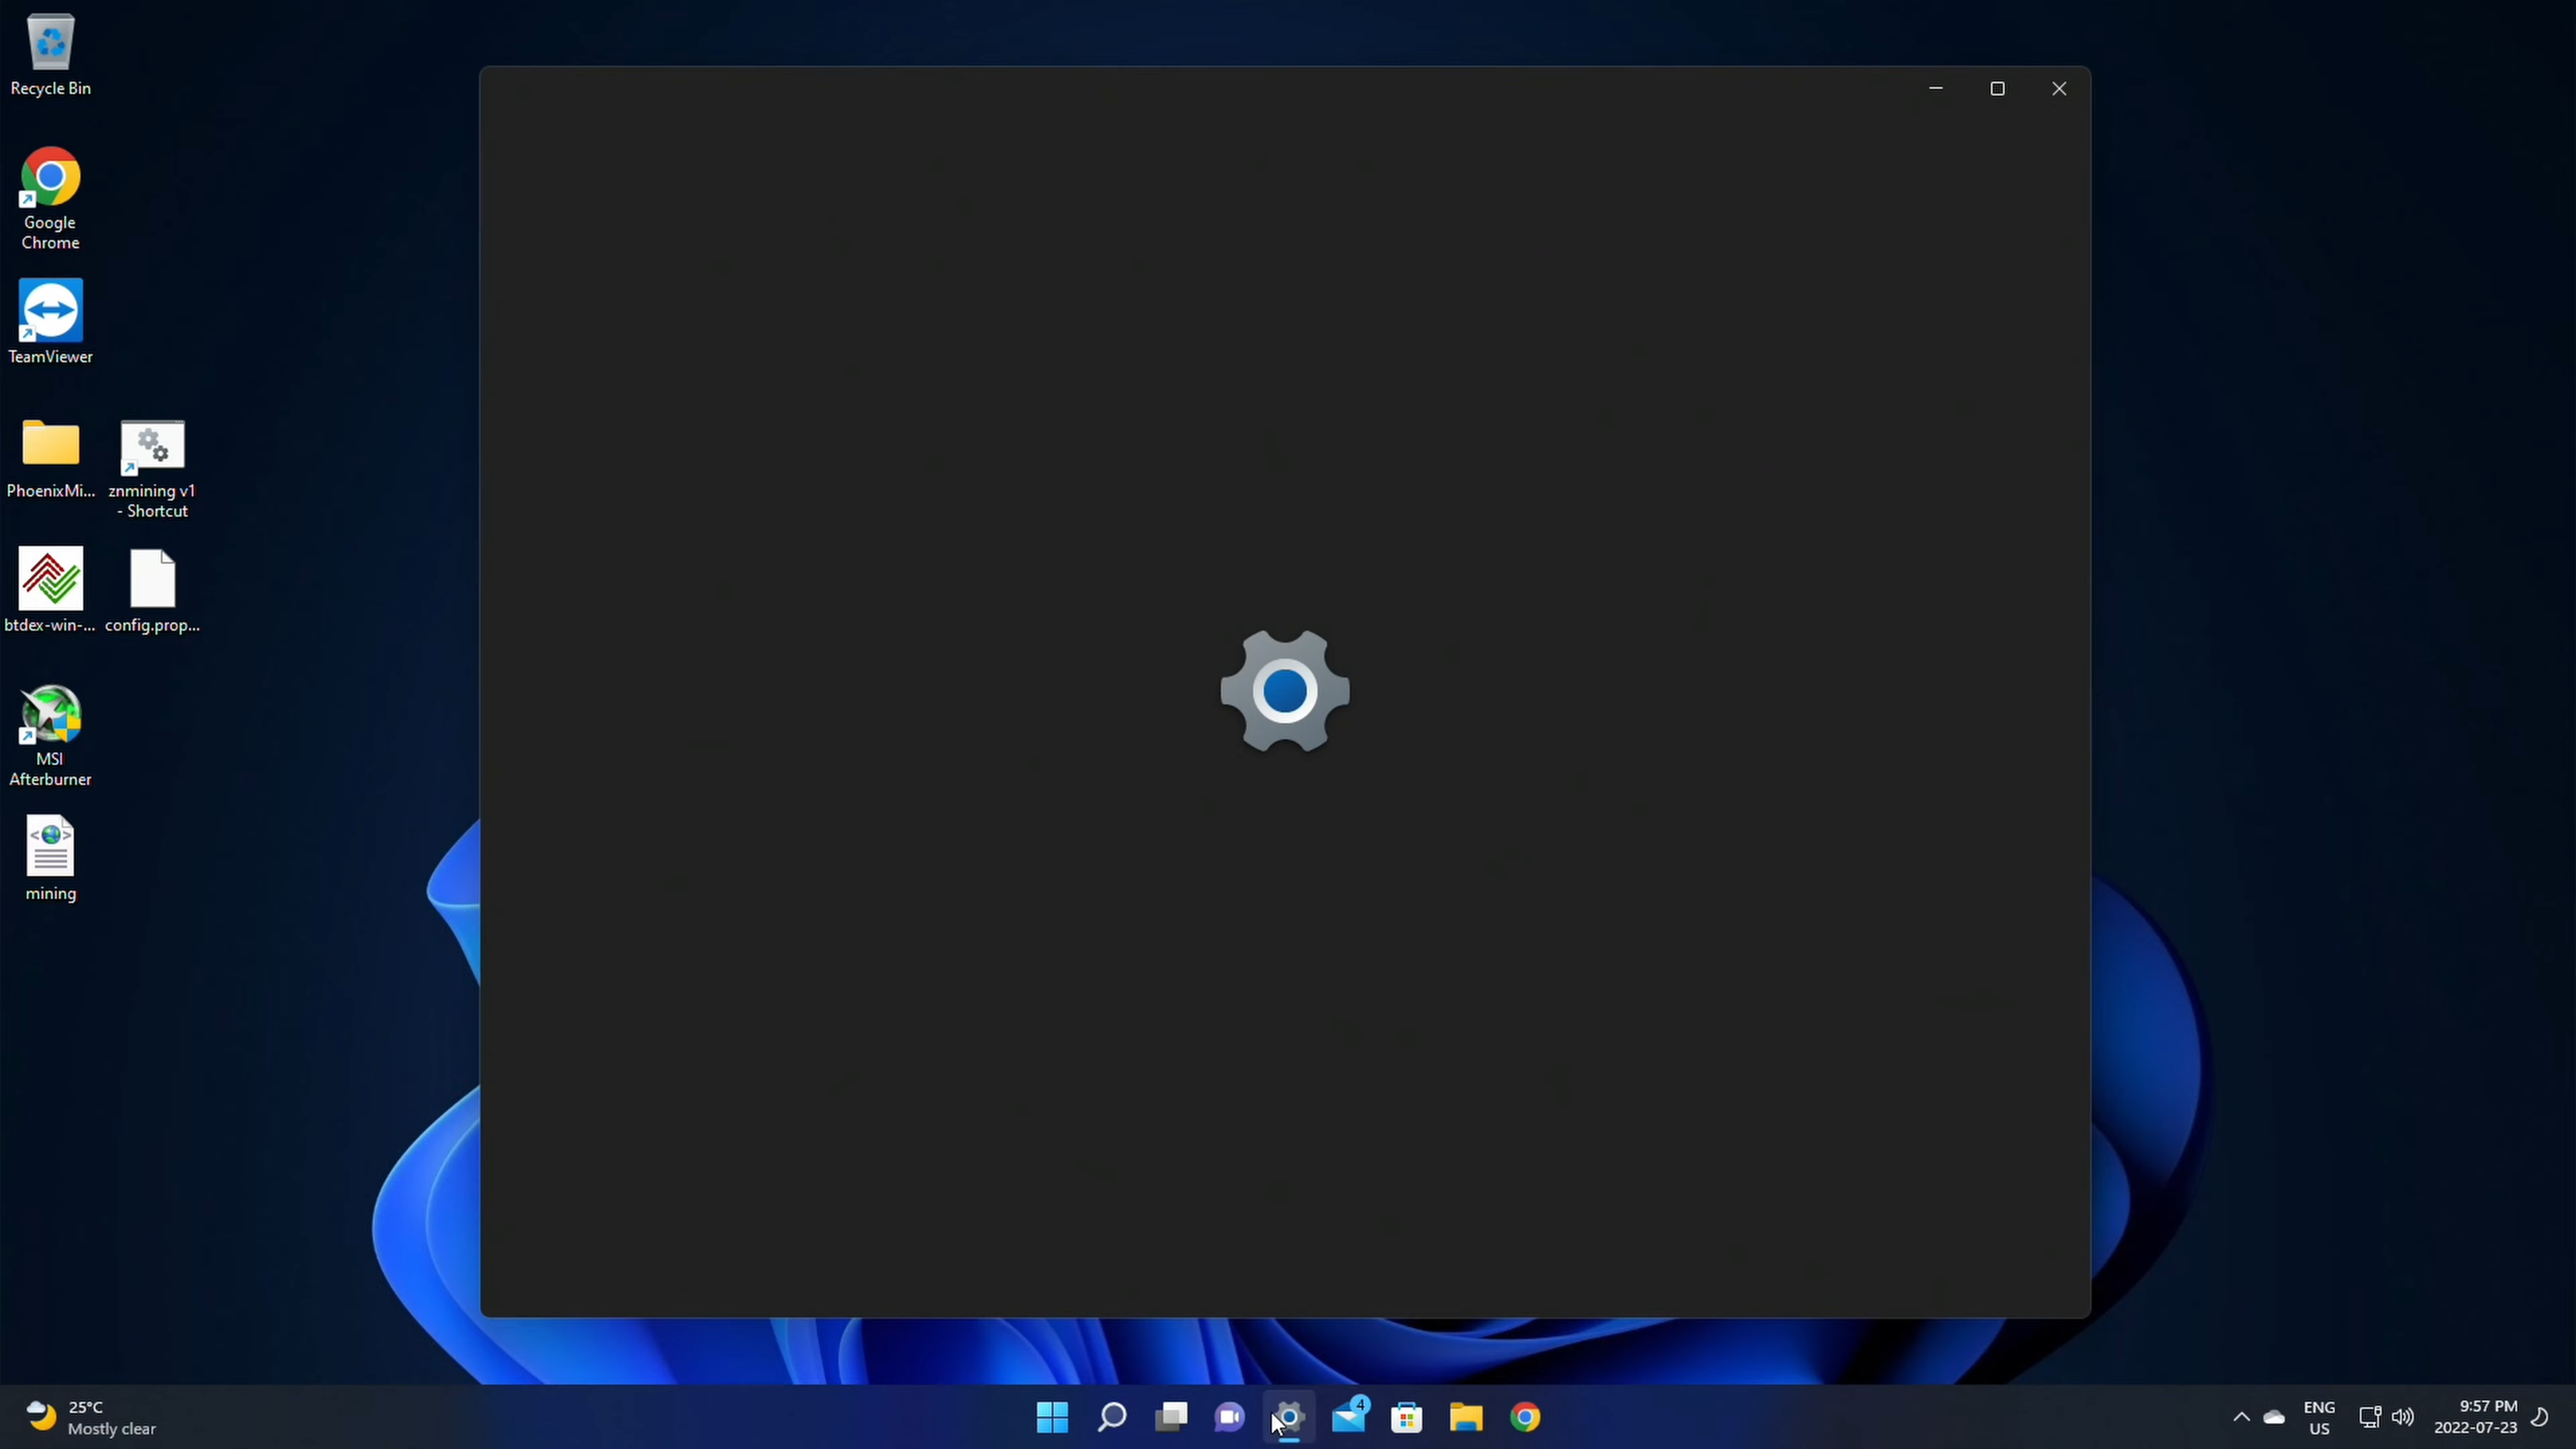 Recycle Bin
Google
Chrome
TeamViewer
PhoenixMi...
znmining v1
- Shortcut
btdex-win-...
config.prop...
MSI
Afterburner
mining
25°C
Mostly clear
4
ENG
US
9:57 PM
2022-07-23